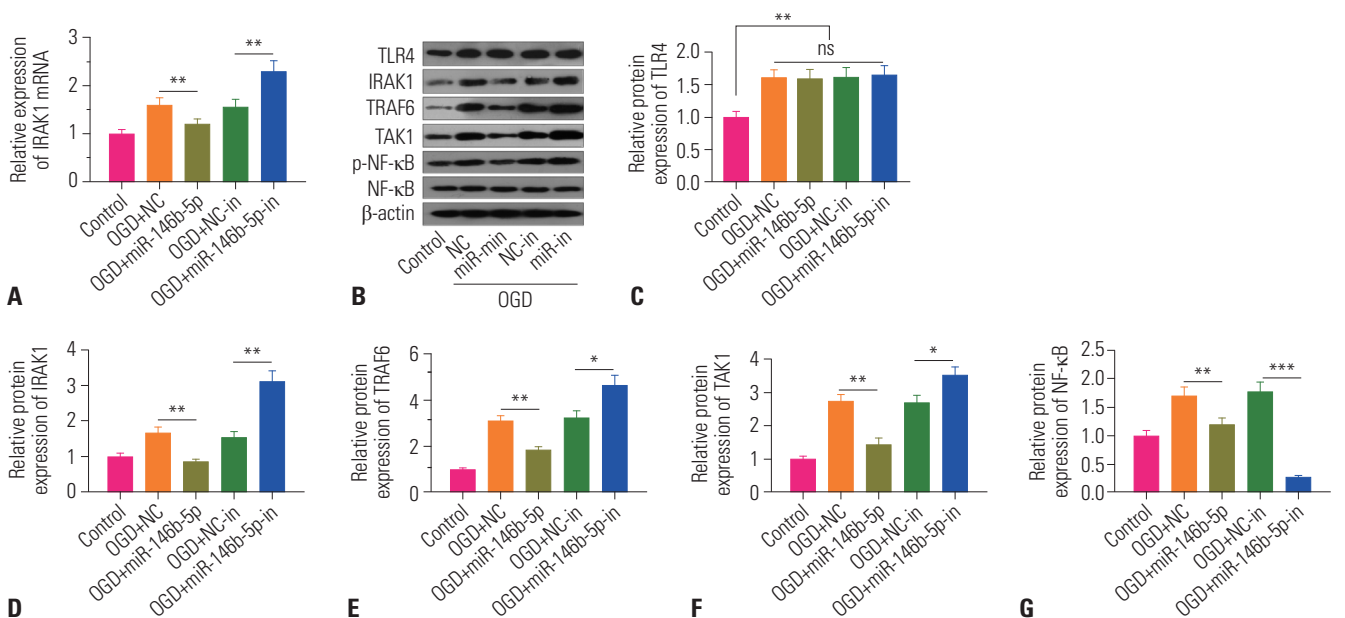 Relative expression
of IRAK1 mRNA
3
2
1
0
**
**
Control
OGD+NC
OGD+miR-146b-5p
OGD+NC-in
OGD+miR-146b-5p-in
A
TLR4
IRAK1
TRAF6
TAK1
p-NF-κB
NF-κB
β-actin
Control
NC
miR-min
NC-in
miR-in
OGD
B
Relative protein
expression of TLR4
2.0
1.5
1.0
0.5
0.0
**
ns
Control
OGD+NC
OGD+miR-146b-5p
OGD+NC-in
OGD+miR-146b-5p-in
C
Relative protein
expression of IRAK1
4
3
2
1
0
**
**
Control
OGD+NC
OGD+miR-146b-5p
OGD+NC-in
OGD+miR-146b-5p-in
D
Relative protein
expression of TRAF6
6
4
2
0
**
*
Control
OGD+NC
OGD+miR-146b-5p
OGD+NC-in
OGD+miR-146b-5p-in
E
Relative protein
expression of TAK1
4
3
2
1
0
**
*
Control
OGD+NC
OGD+miR-146b-5p
OGD+NC-in
OGD+miR-146b-5p-in
F
Relative protein
expression of NF-κB
2.5
2.0
1.5
1.0
0.5
0.0
**
***
Control
OGD+NC
OGD+miR-146b-5p
OGD+NC-in
OGD+miR-146b-5p-in
G